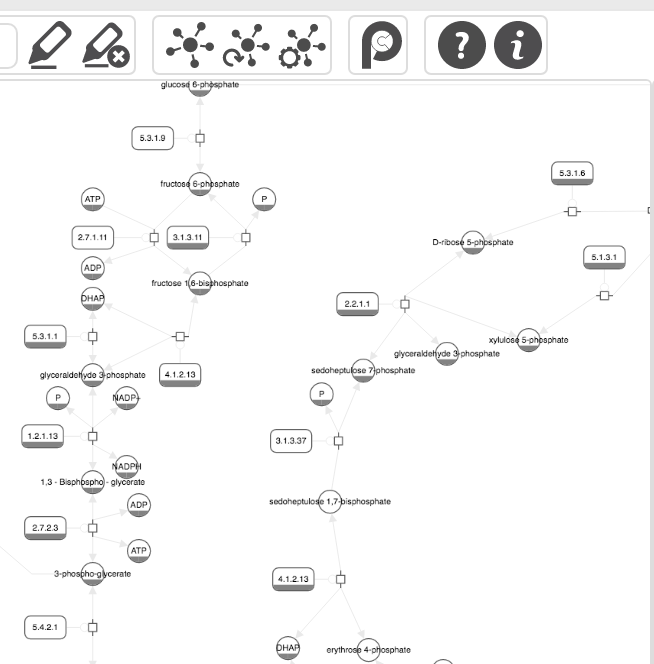 ? i
glucose 6-phosphate
5.3.1.9
5.3.1.6
fructose 6-phosphate
ATP
P
2.7.1.11
3.1.3.11
D-ribose 5-phosphate
5.1.3.1
ADP
fructose 1,6-bisphosphate
DHAP
2.2.1.1
5.3.1.1
xylulose 5-phosphate
glyceraldehyde 3-phosphate
sedoheptulose 7-phosphate
glyceraldehyde 3-phosphate
4.1.2.13
P
NADP+
P
1.2.1.13
3.1.3.37
NADPH
1,3 - Bisphospho - glycerate
sedoheptulose 1,7-bisphosphate
ADP
2.7.2.3
ATP
3-phospho-glycerate
4.1.2.13
5.4.2.1
DHAP
erythrose 4-phosphate